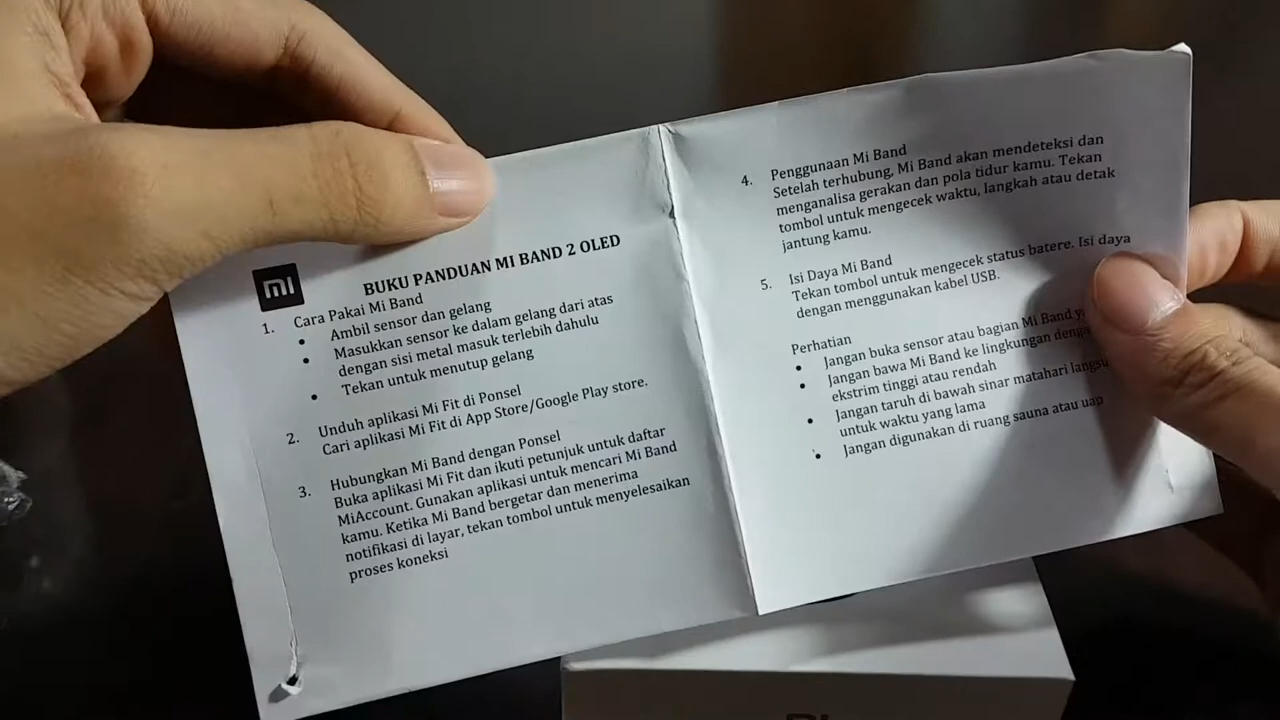 mi
BUKU PANDUAN MI BAND 2 OLED
1. Cara Pakai Mi Band
• Ambil sensor dan gelang
• Masukkan sensor ke dalam gelang dari atas
dengan sisi metal masuk terlebih dahulu
• Tekan untuk menutup gelang
2. Unduh aplikasi Mi Fit di Ponsel
Cari aplikasi Mi Fit di App Store/Google Play store.
3. Hubungkan Mi Band dengan Ponsel
Buka aplikasi Mi Fit dan ikuti petunjuk untuk daftar
MiAccount. Gunakan aplikasi untuk mencari Mi Band
kamu. Ketika Mi Band bergetar dan menerima
notifikasi di layar, tekan tombol untuk menyelesaikan
proses koneksi
4. Penggunaan Mi Band
Setelah terhubung, Mi Band akan mendeteksi dan
menganalisa gerakan dan pola tidur kamu. Tekan
tombol untuk mengecek waktu, langkah atau detak
jantung kamu.
5. Isi Daya Mi Band
Tekan tombol untuk mengecek status batere. Isi daya
dengan menggunakan kabel USB.
Perhatian
• Jangan buka sensor atau bagian Mi Band
• Jangan bawa Mi Band ke lingkungan
ekstrim tinggi atau rendah
• Jangan taruh di bawah sinar matahari
untuk waktu yang lama
• Jangan digunakan di ruang sauna atau uap